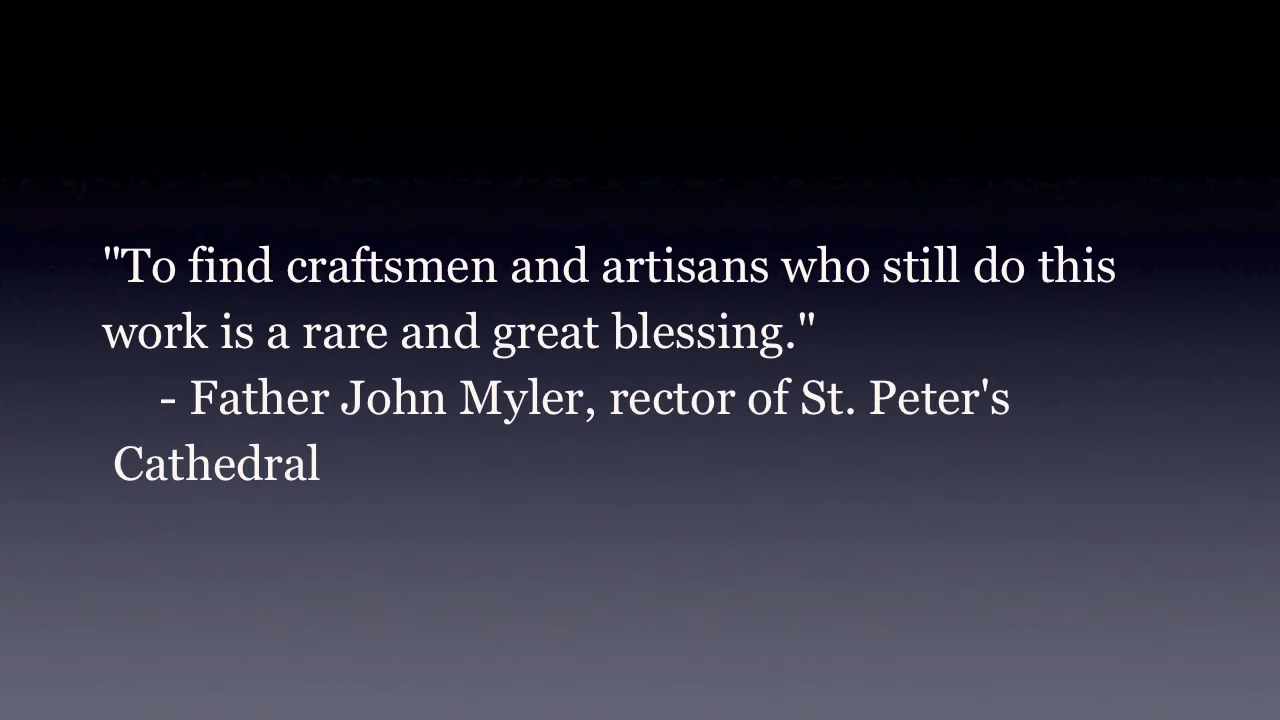 "To find craftsmen and artisans who still do this
work is a rare and great blessing."
- Father John Myler, rector of St. Peter's
Cathedral